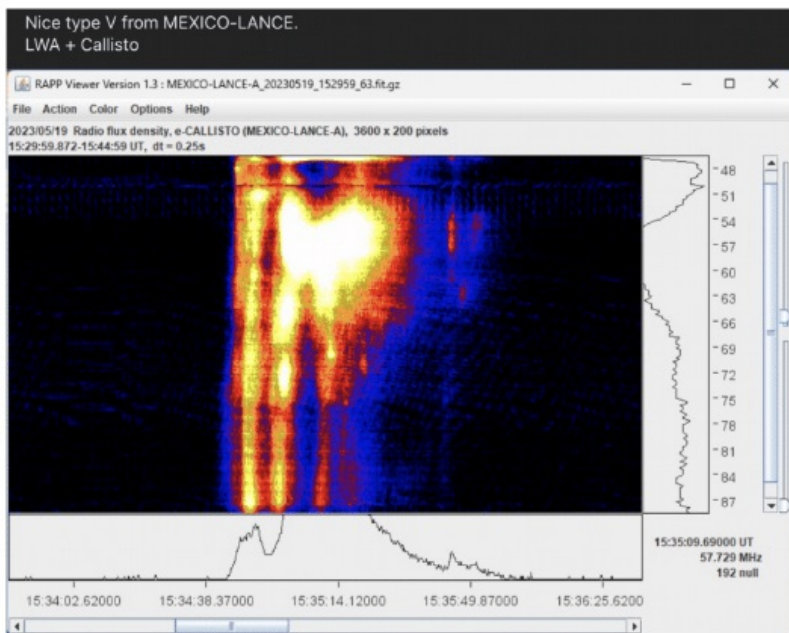 Nice type V from MEXICO-LANCE.
LWA + Callisto
RAPP Viewer Version 1.3 : MEXICO-LANCE-A_20230519_152959_63.fit.gz
File Action Color Options Help
2023/05/19 Radio flux density, e-CALLISTO (MEXICO-LANCE-A), 3600 x 200 pixels
15:29:59.872-15:44:59 UT, dt = 0.25s
48
51
54
57
60
63
66
69
72
75
78
81
84
87
15:35:09.69000 UT
57.729 MHz
192 null
15:34:02.62000 15:34:38.37000 15:35:14.12000 15:35:49.87000 15:36:25.6200